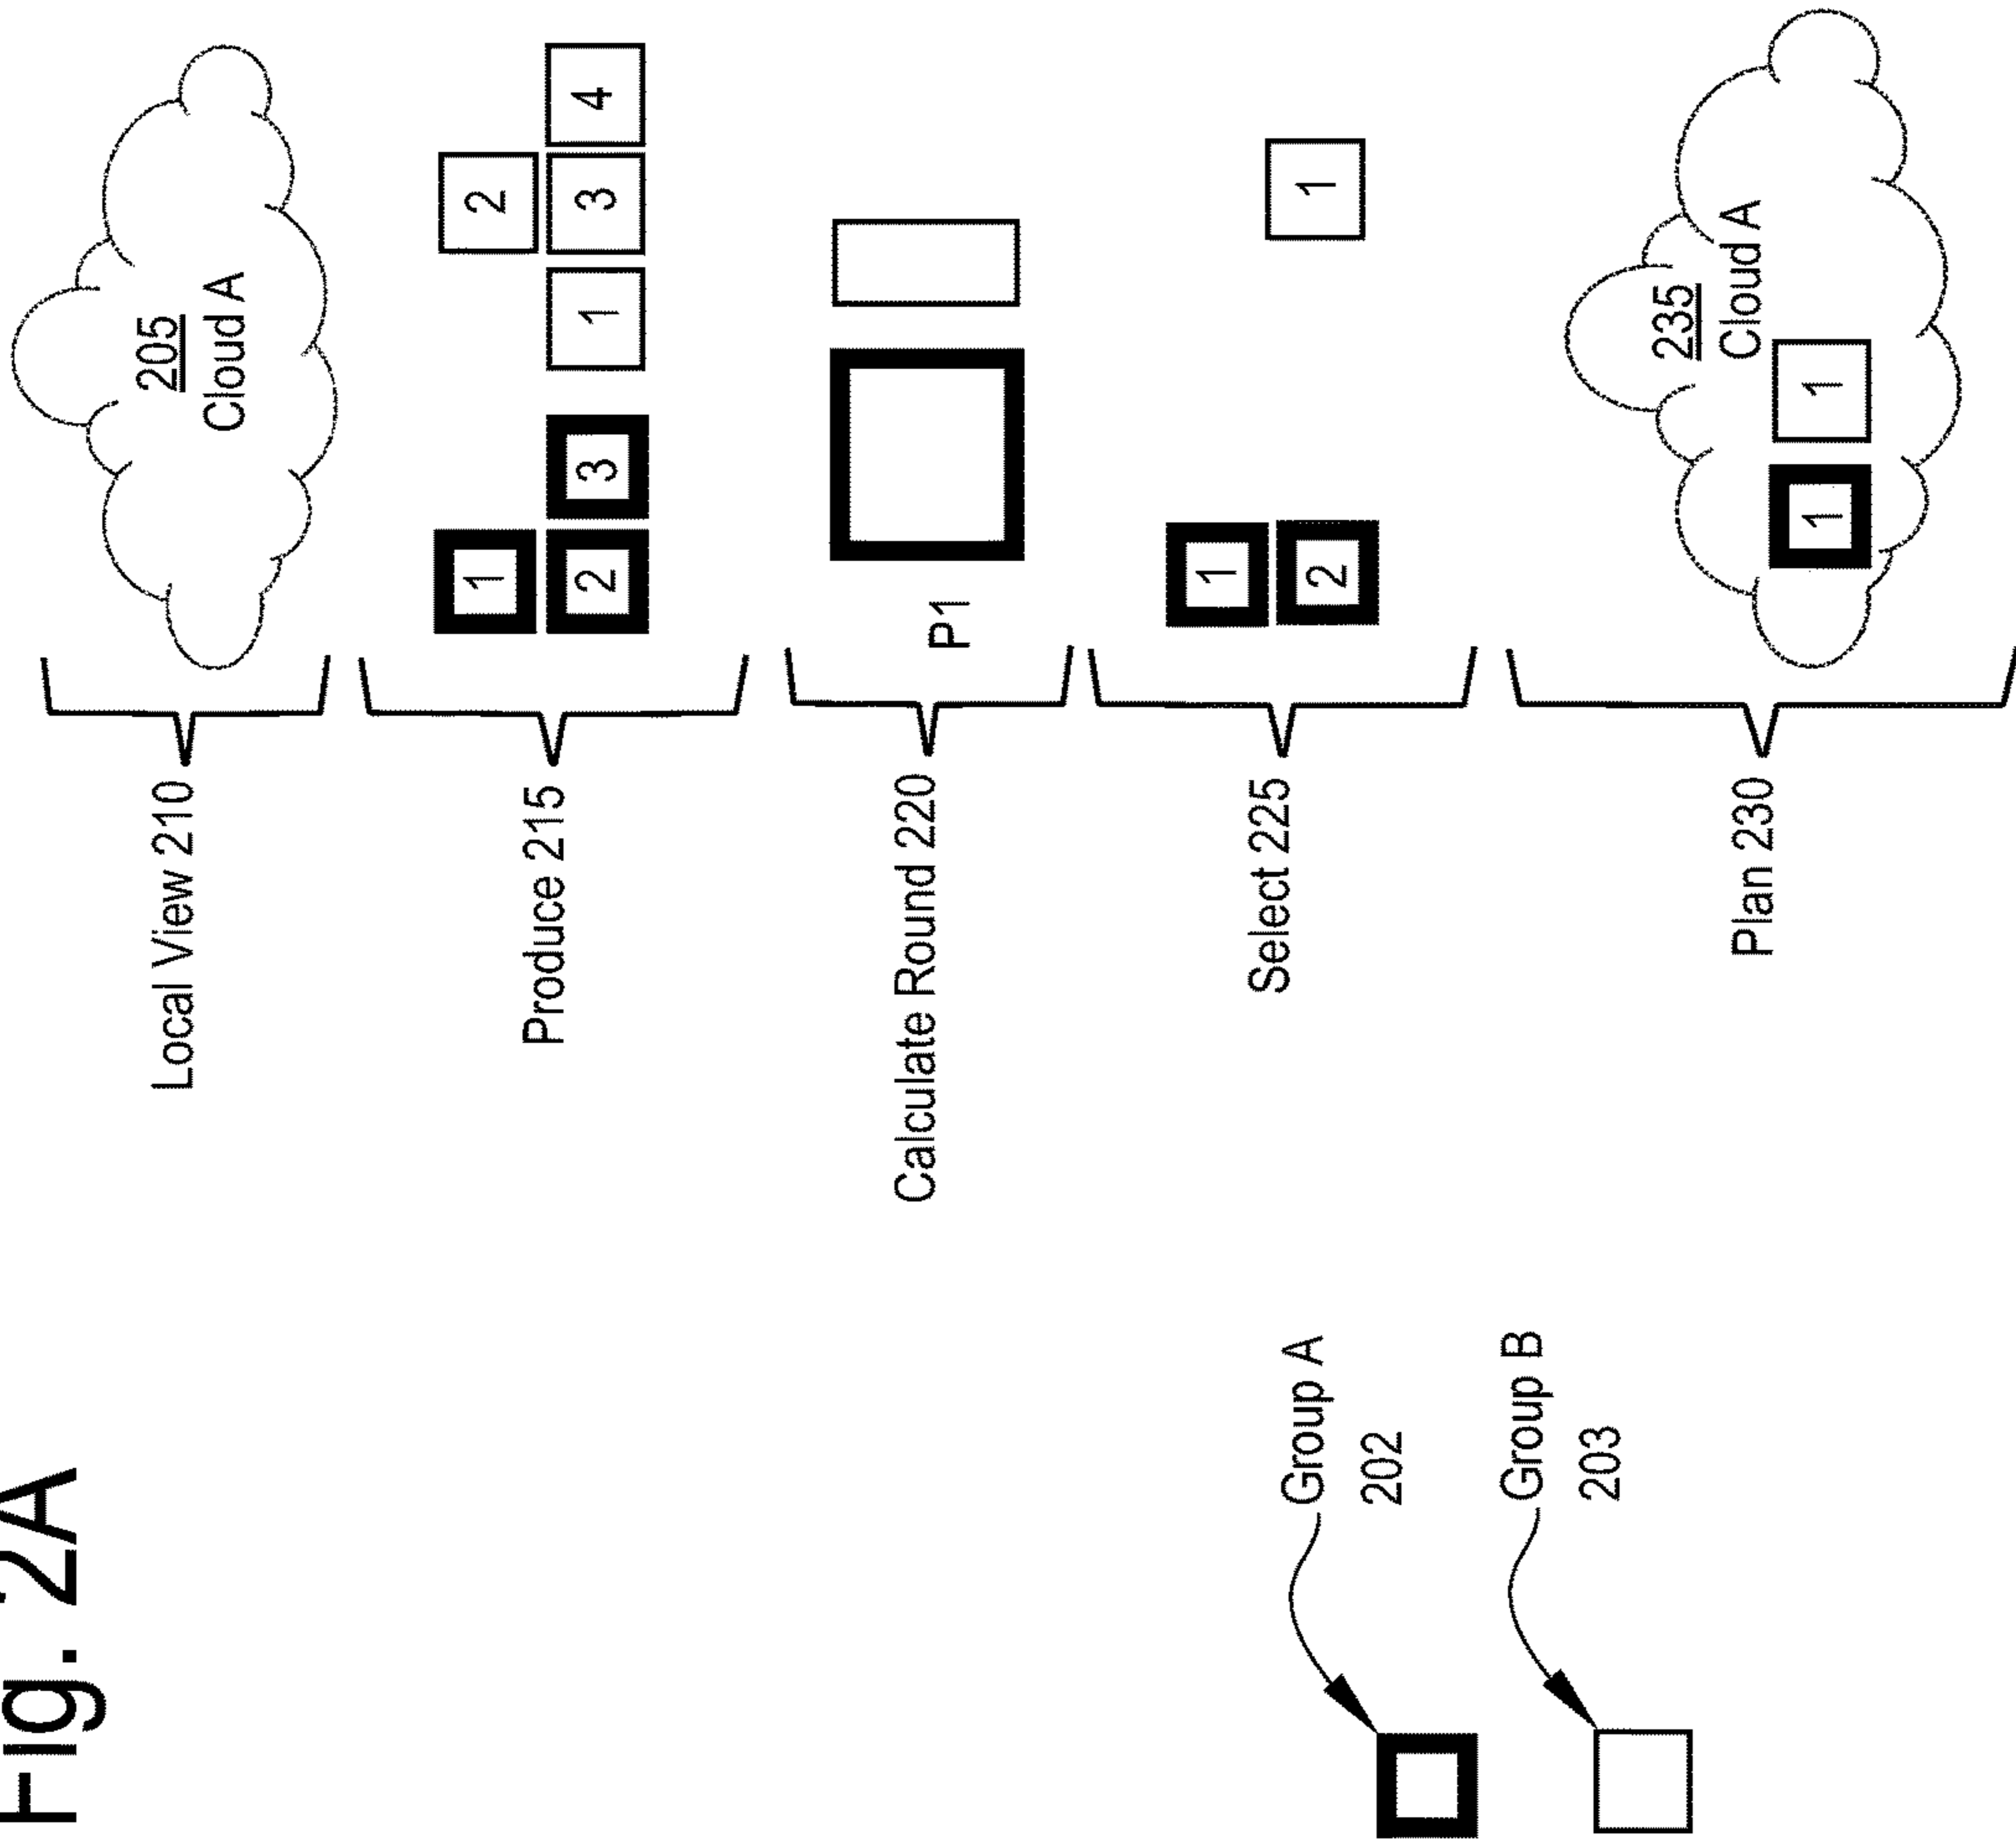 Fig. 2A
Local View 210
205
Cloud A
Produce 215
1
2
2
3
1
3
4
Calculate Round 220
P1
Select 225
1
2
1
Plan 230
235
Cloud A
1
1
Group A
202
Group B
203